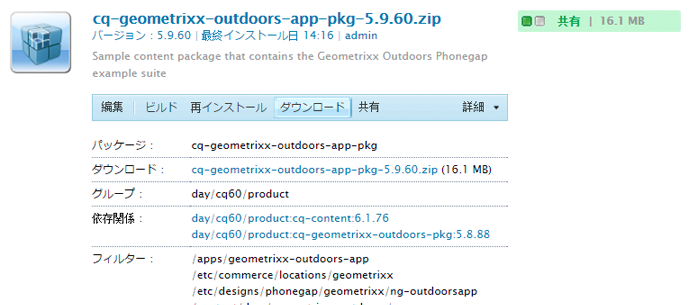 cq-geometrixx-outdoors-app-pkg-5.9.60.zip
共有 | 16.1 MB
バージョン：5.9.60 | 最終インストール日 14:16 | admin
Sample content package that contains the Geometrixx Outdoors Phonegap
example suite
編集 ビルド 再インストール ダウンロード 共有 詳細
パッケージ： cq-geometrixx-outdoors-app-pkg
ダウンロード： cq-geometrixx-outdoors-app-pkg-5.9.60.zip (16.1 MB)
グループ： day/cq60/product
依存関係： day/cq60/product:cq-content:6.1.76
day/cq60/product:cq-geometrixx-outdoors-pkg:5.8.88
フィルター： /apps/geometrixx-outdoors-app
/etc/commerce/locations/geometrixx
/etc/designs/phonegap/geometrixx/ng-outdoorsapp